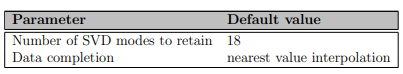 Parameter Default value
Number of SVD modes to retain 18
Data completion nearest value interpolation